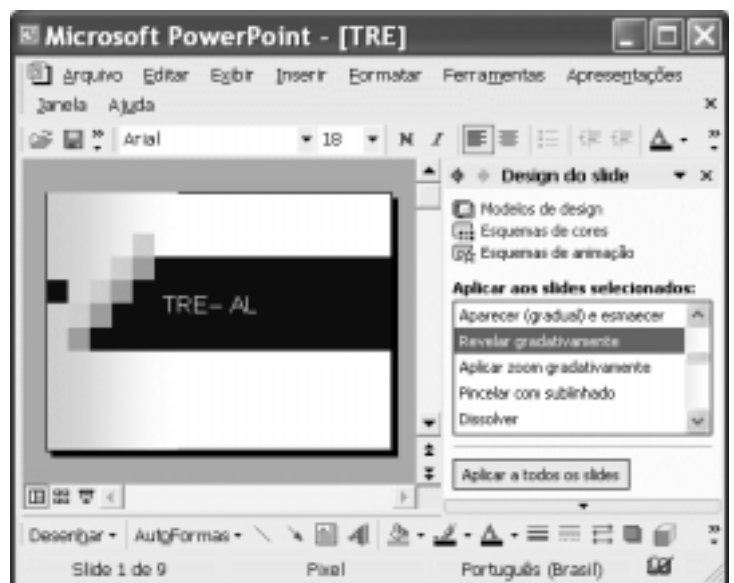 Microsoft PowerPoint - [TRE]
Arquivo Editar Exibir Inserir Formatar Ferramentas Apresentações
Janela Ajuda
Arial 18 N I A
Design do slide
Modelos de design
Esquemas de cores
Esquemas de animação
Aplicar aos slides selecionados:
Aparecer (gradual) e esmaecer
Revelar gradativamente
Aplicar zoom gradativamente
Pincelar com sublinhado
Dissolver
Aplicar a todos os slides
TRE- AL
Desenhar AutoFormas A
Slide 1 de 9 Pixel Português (Brasil)